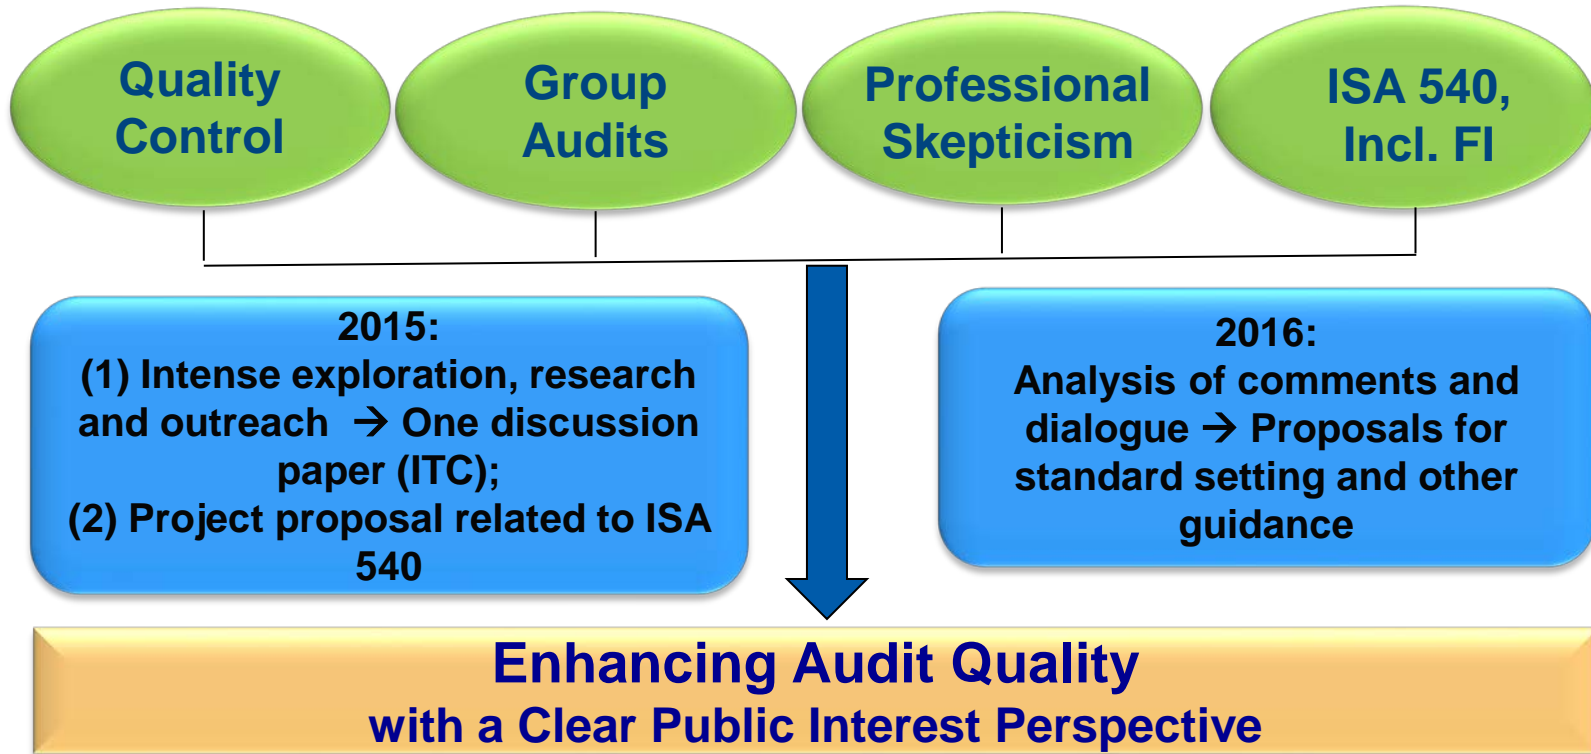 Quality
Control
Group
Audits
Professional
Skepticism
ISA 540,
Incl. FI
2015:
(1) Intense exploration, research
and outreach → One discussion
paper (ITC);
(2) Project proposal related to ISA
540
2016:
Analysis of comments and
dialogue → Proposals for
standard setting and other
guidance
Enhancing Audit Quality
with a Clear Public Interest Perspective